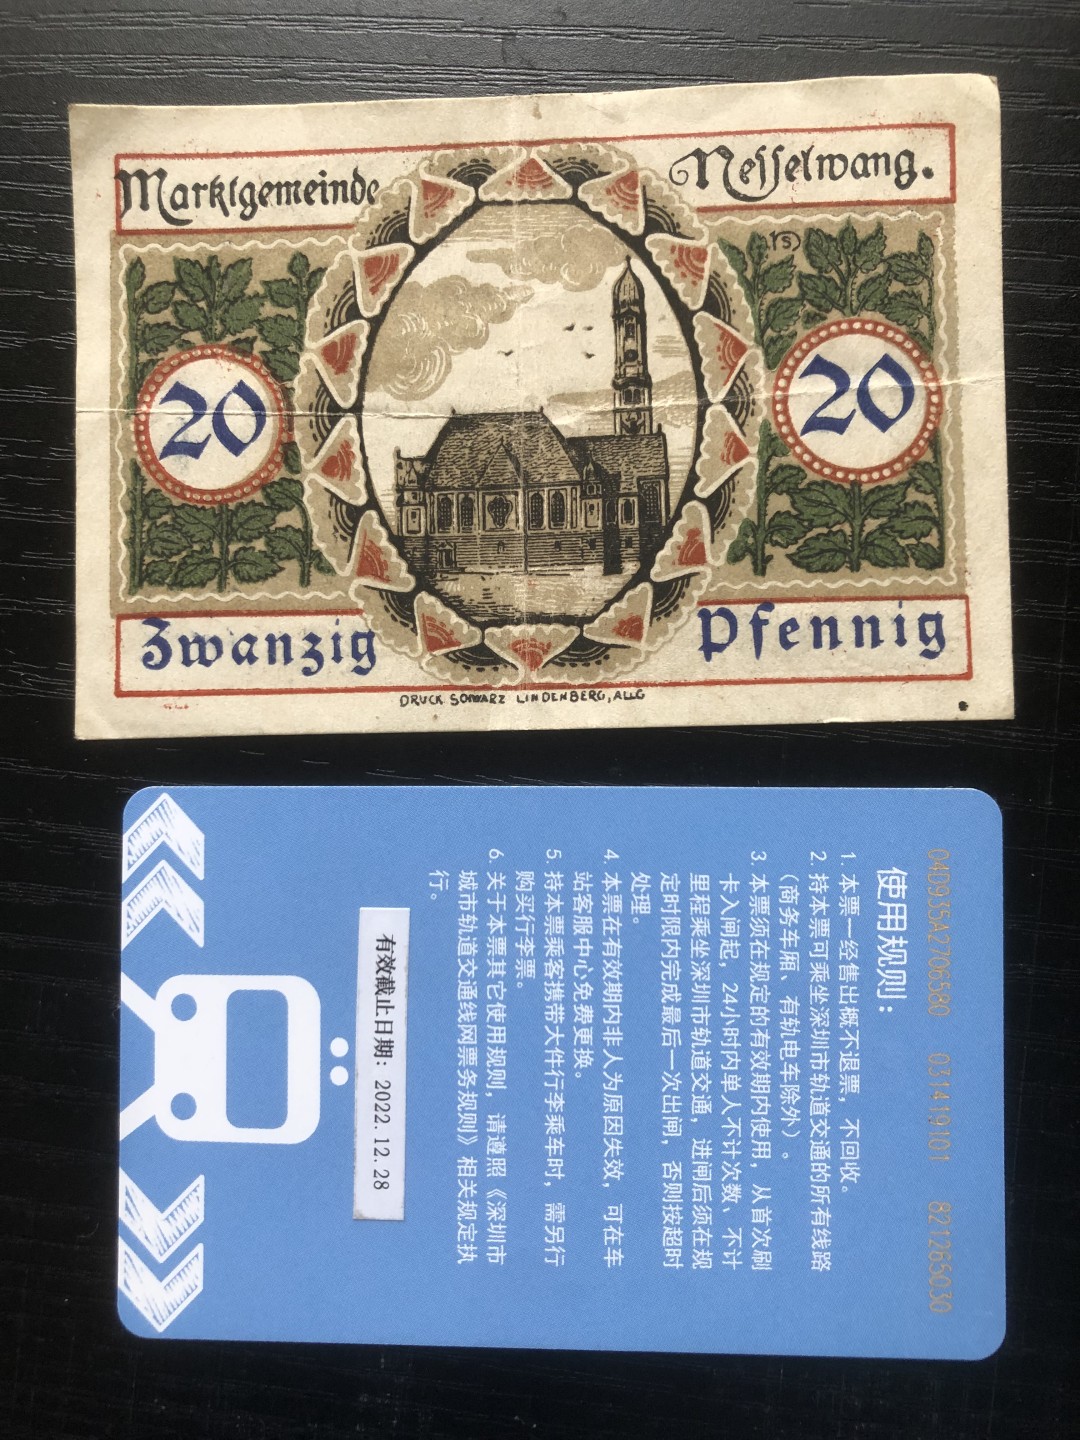 Marktgemeinde
Nesselwang.
20
20
Zwanzig
Pfennig
DRUCK SCHWARZ LINDENBERG, ALLG
04D935A2706580 031419101 821265030
使用规则：
1. 本票一经售出概不退票，不回收。
2. 持本票可乘坐深圳市轨道交通的所有线路
（商务车厢、有轨电车除外）。
3. 本票须在规定的有效期内使用，从首次刷
卡入闸起，24小时内单人不计次数、不计
里程乘坐深圳市轨道交通，进闸后须在规
定时限内完成最后一次出闸，否则按超时
处理。
4. 本票在有效期内非人为原因失效，可在车
站客服中心免费更换。
5. 持本票乘客携带大件行李乘车时，需另行
购买行李票。
6. 关于本票其它使用规则，请遵照《深圳市
城市轨道交通线网票务规则》相关规定执
行。
有效截止日期：2022.12.28